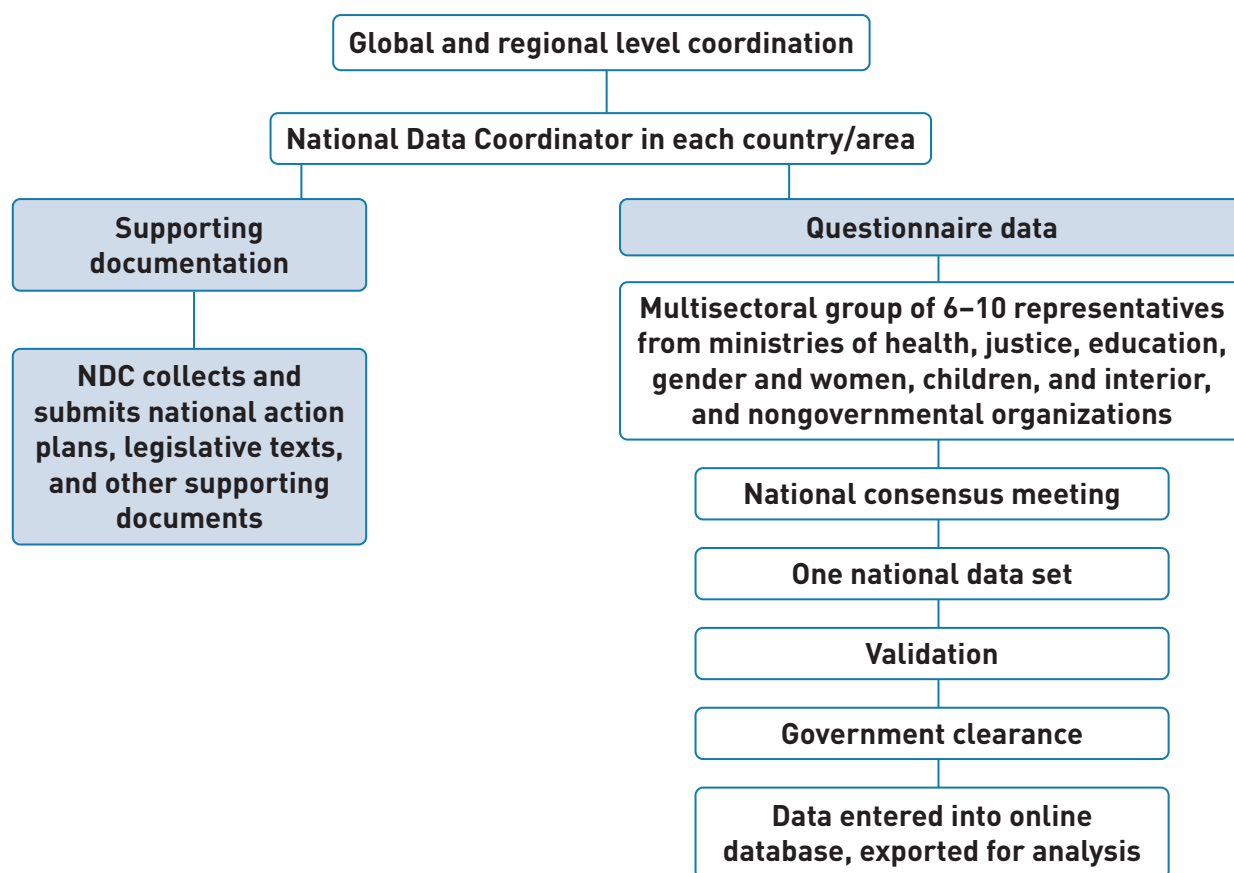 Global and regional level coordination
National Data Coordinator in each country/area
Supporting
documentation
NDC collects and
submits national action
plans, legislative texts,
and other supporting
documents
Questionnaire data
Multisectoral group of 6–10 representatives
from ministries of health, justice, education,
gender and women, children, and interior,
and nongovernmental organizations
National consensus meeting
One national data set
Validation
Government clearance
Data entered into online
database, exported for analysis